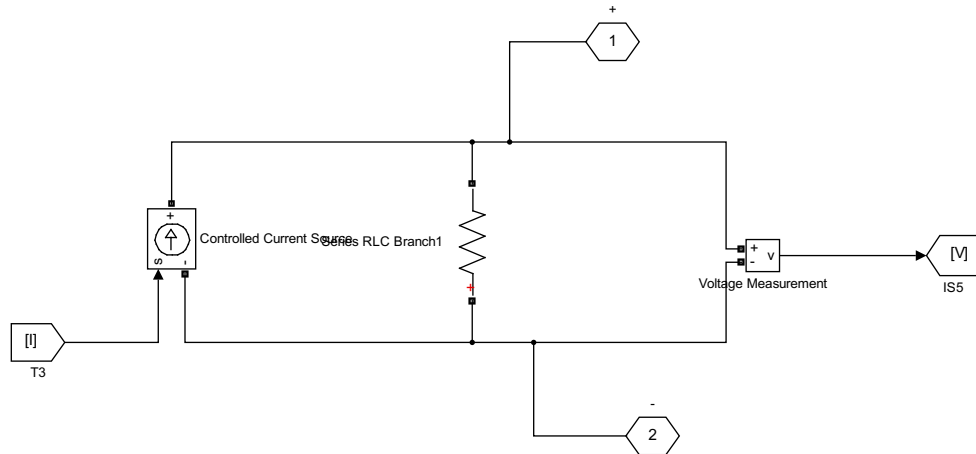 +
1
+
Controlled Current Source
Series RLC Branch1
s
-
+
+
-
v
[V]
Voltage Measurement
IS5
[I]
T3
-
2